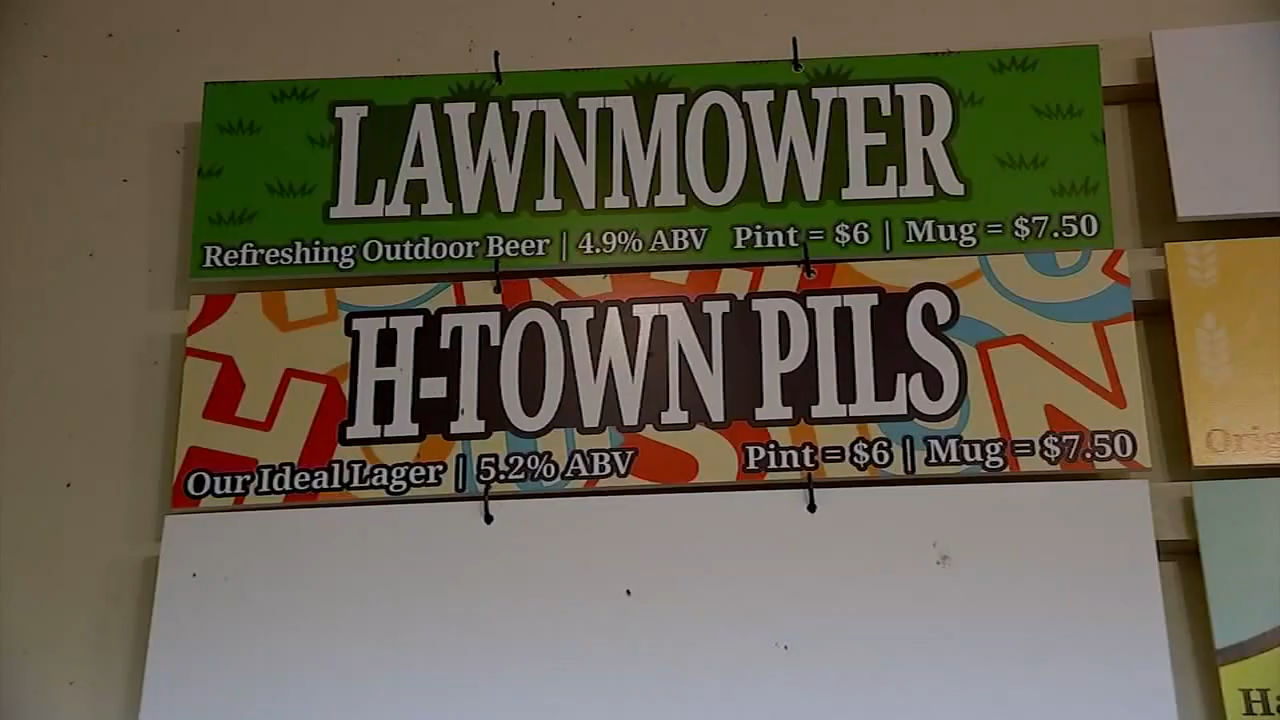 LAWNMOWER
Refreshing Outdoor Beer | 4.9% ABV Pint = $6 | Mug = $7.50
H-TOWN PILS
Our Ideal Lager | 5.2% ABV Pint = $6 | Mug = $7.50